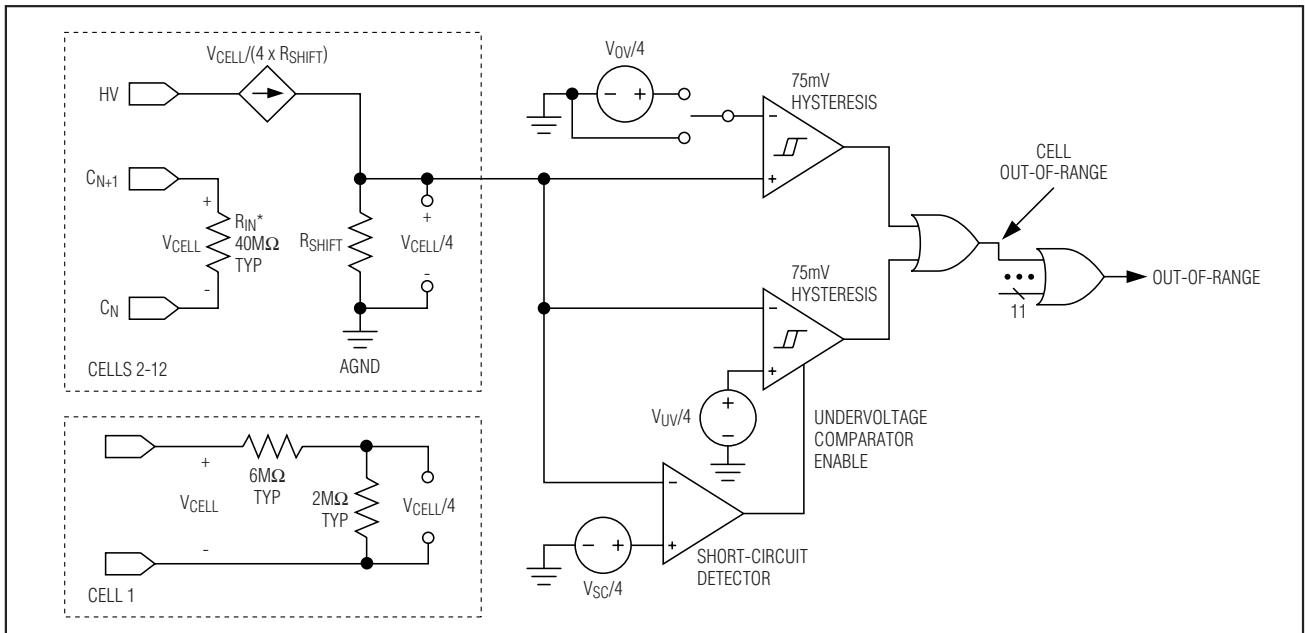 VCELL/(4 x RSHIFT)
HV
CN+1
+
VCELL
RIN*
40MΩ
TYP
-
CN
RSHIFT
+
VCELL/4
-
AGND
CELLS 2-12
+
VCELL
-
6MΩ
TYP
2MΩ
TYP
VCELL/4
CELL 1
VOV/4
- +
75mV
HYSTERESIS
-
+
75mV
HYSTERESIS
-
+
VUV/4
+
-
UNDERVOLTAGE
COMPARATOR
ENABLE
-
+
- +
VSC/4
SHORT-CIRCUIT
DETECTOR
CELL
OUT-OF-RANGE
11
OUT-OF-RANGE